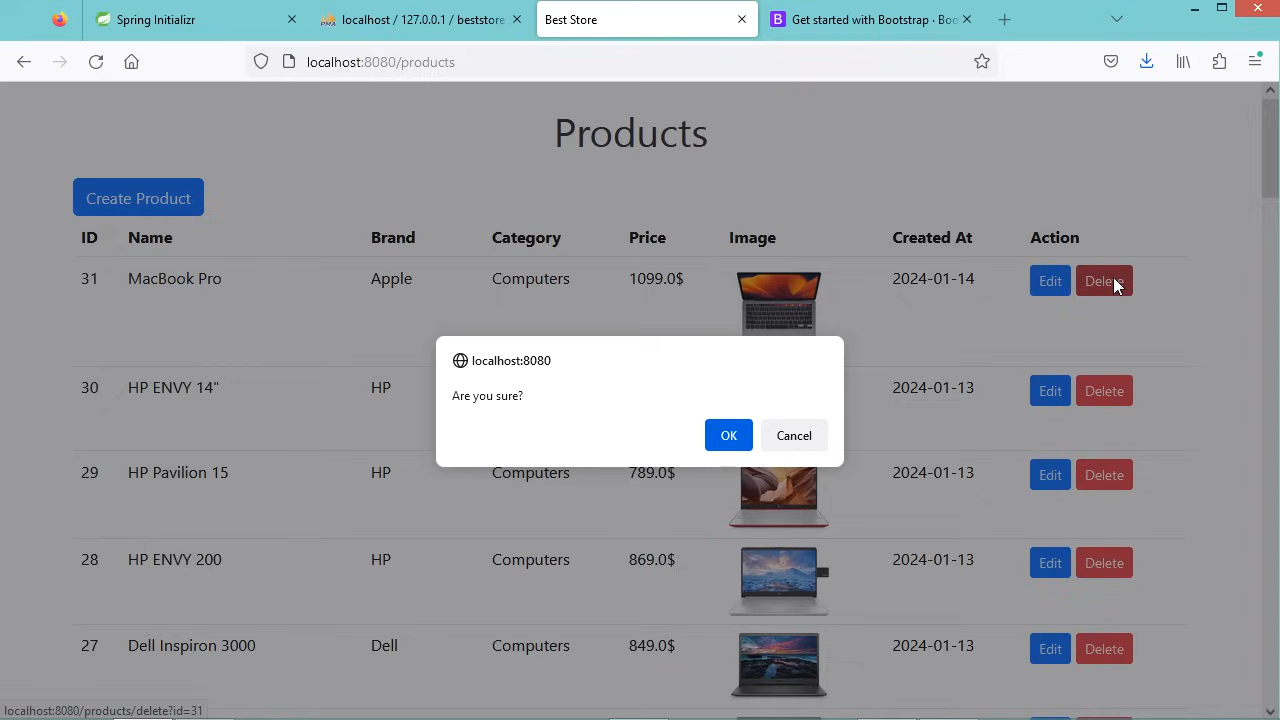 Spring Initializr
PMA localhost / 127.0.0.1 / beststore
Best Store
B Get started with Bootstrap · Boo
localhost:8080/products
Products
Create Product
ID Name Brand Category Price Image Created At Action
31 MacBook Pro Apple Computers 1099.0$ 2024-01-14 Edit Delete
localhost:8080
Are you sure?
OK Cancel
30 HP ENVY 14" HP 2024-01-13 Edit Delete
29 HP Pavilion 15 HP Computers 789.0$ 2024-01-13 Edit Delete
28 HP ENVY 200 HP Computers 869.0$ 2024-01-13 Edit Delete
27 Dell Inspiron 3000 Dell Computers 849.0$ 2024-01-13 Edit Delete
localhost:8080/products/delete?id=31